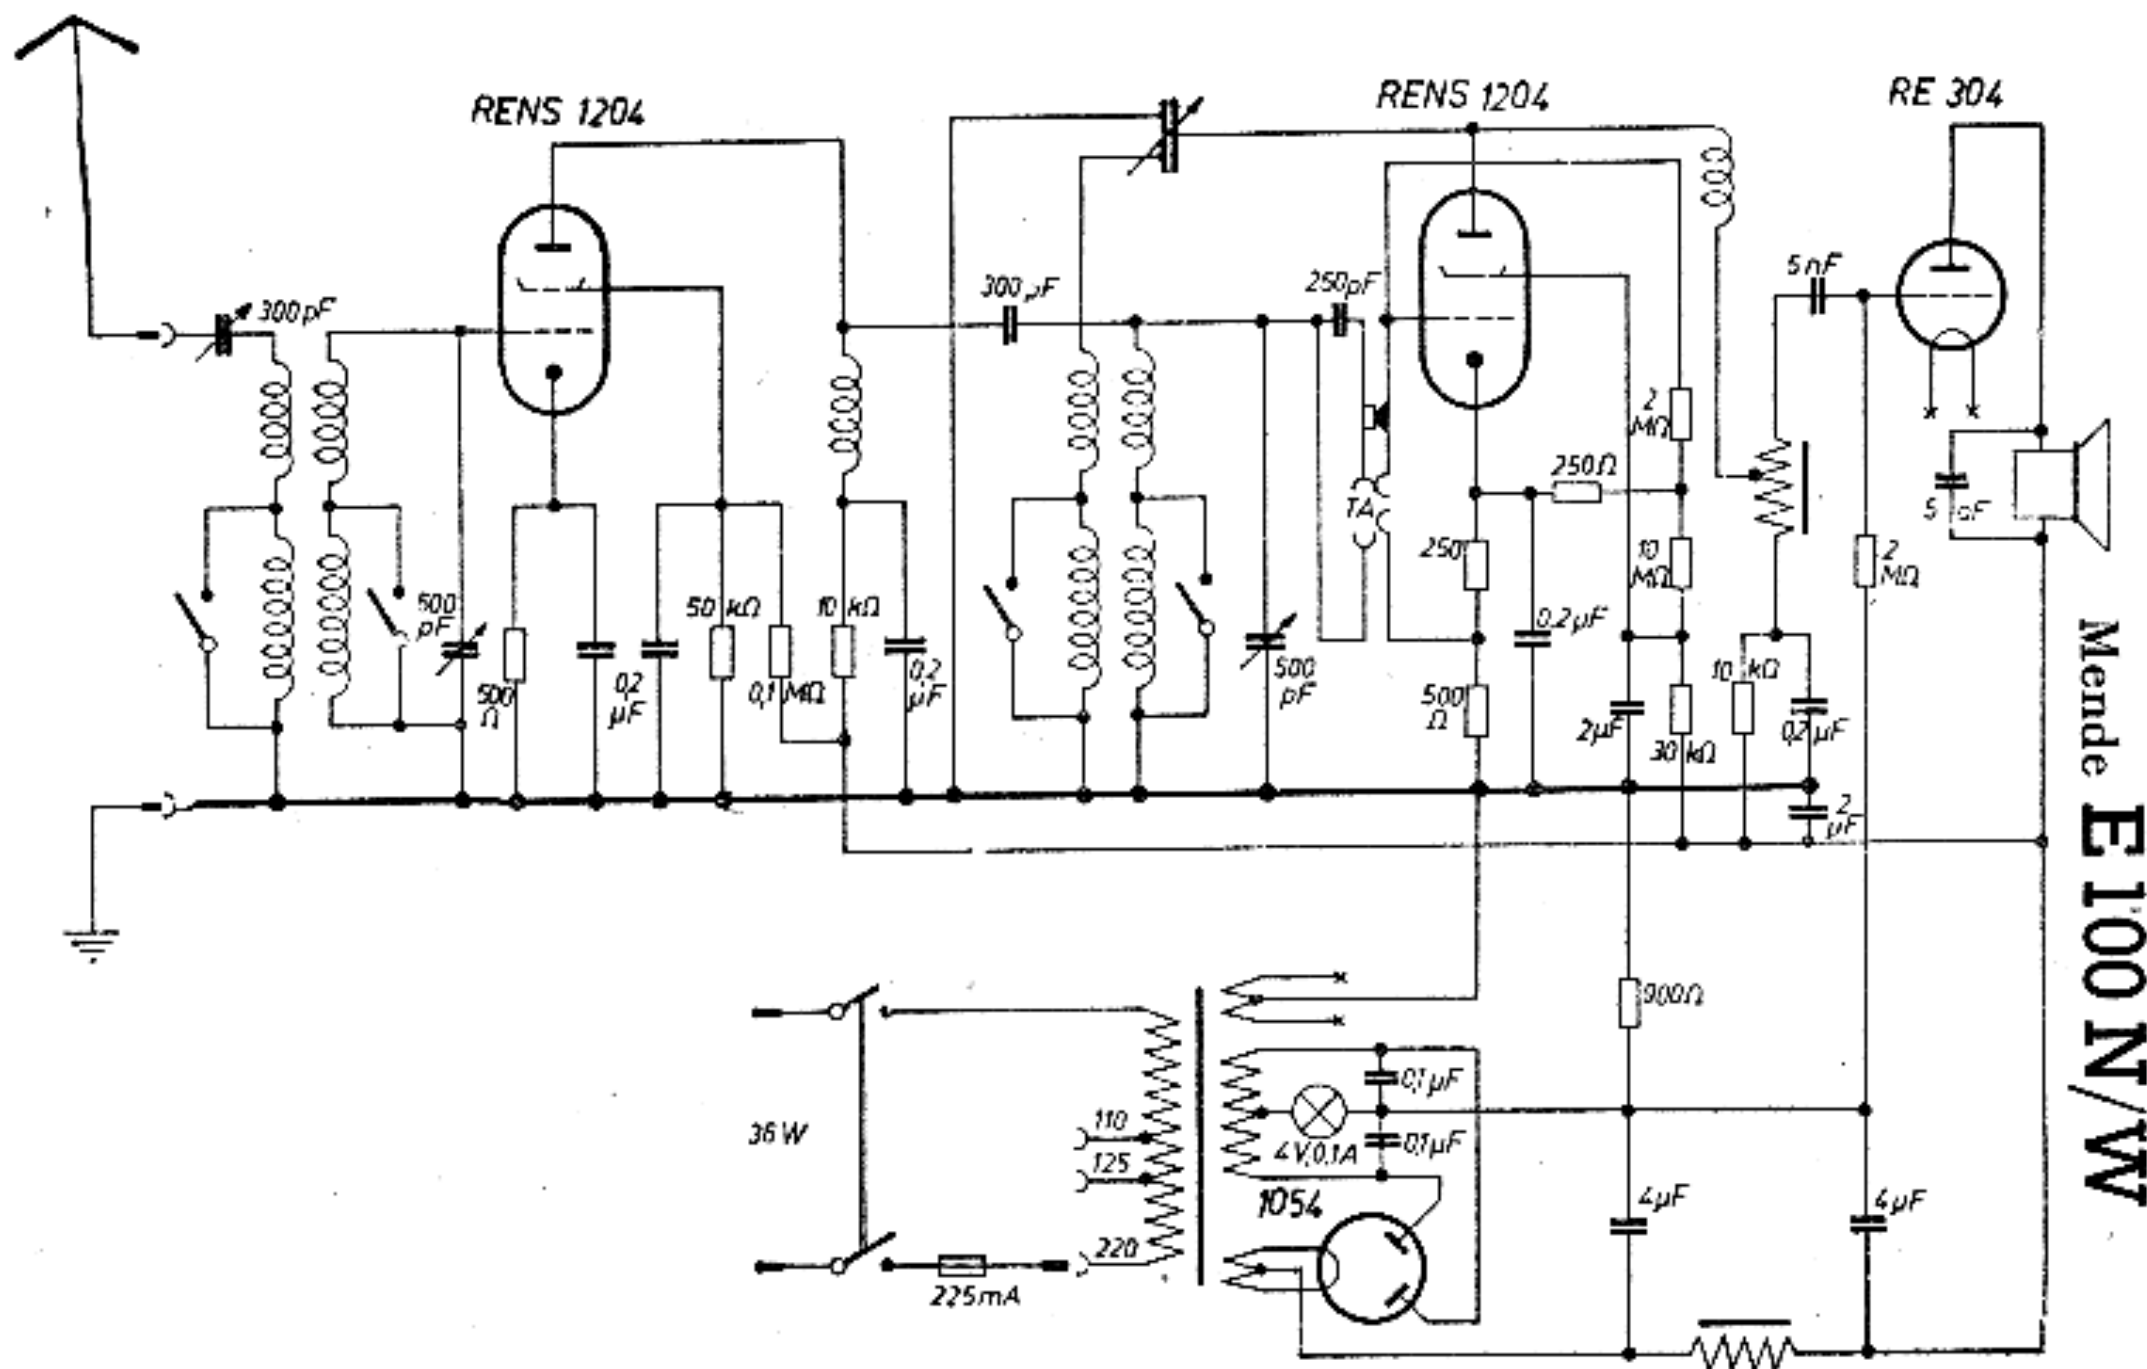 RENS 1204
RENS 1204
RE 304
300 pF
300 pF
250pF
5 nF
2
MΩ
250Ω
TA
5
250
10
MΩ
2
MΩ
500
pF
50 kΩ
10 kΩ
0,2µF
500
Ω
0,2
µF
0,1 MΩ
0,2
µF
500
pF
500
Ω
2µF
30 kΩ
10 kΩ
0,2 µF
2
µF
Mende E 100 N/W
900Ω
0,1µF
36 W
110
4V,0,1A
0,1µF
125
1054
4µF
4µF
220
225mA